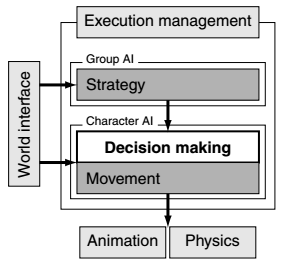 Execution management
Group AI
Strategy
World interface
Character AI
Decision making
Movement
Animation
Physics